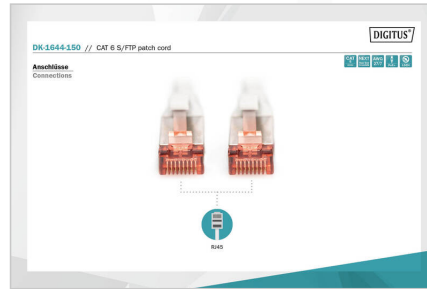 DIGITUS®
DK-1644-150 // CAT 6 S/FTP patch cord
Anschlüsse
Connections
RJ45